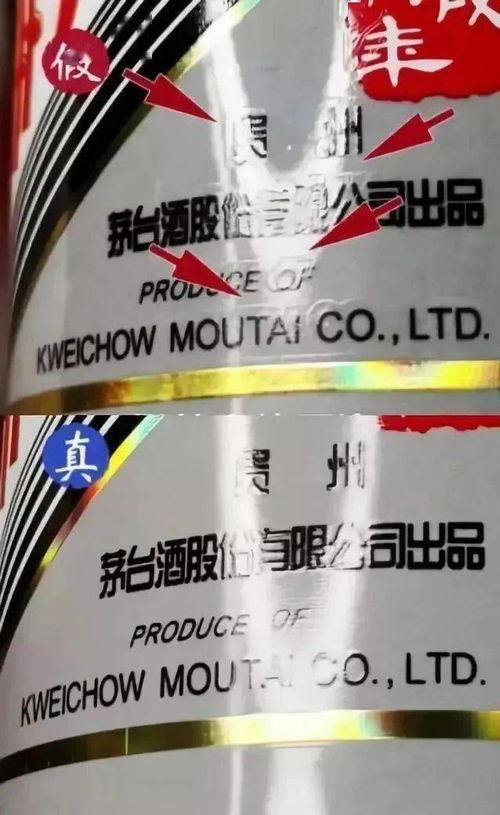 假
贵 州
茅台酒股份有限公司出品
PRODUCE OF
KWEICHOW MOUTAI CO., LTD.
真
贵 州
茅台酒股份有限公司出品
PRODUCE OF
KWEICHOW MOUTAI CO., LTD.